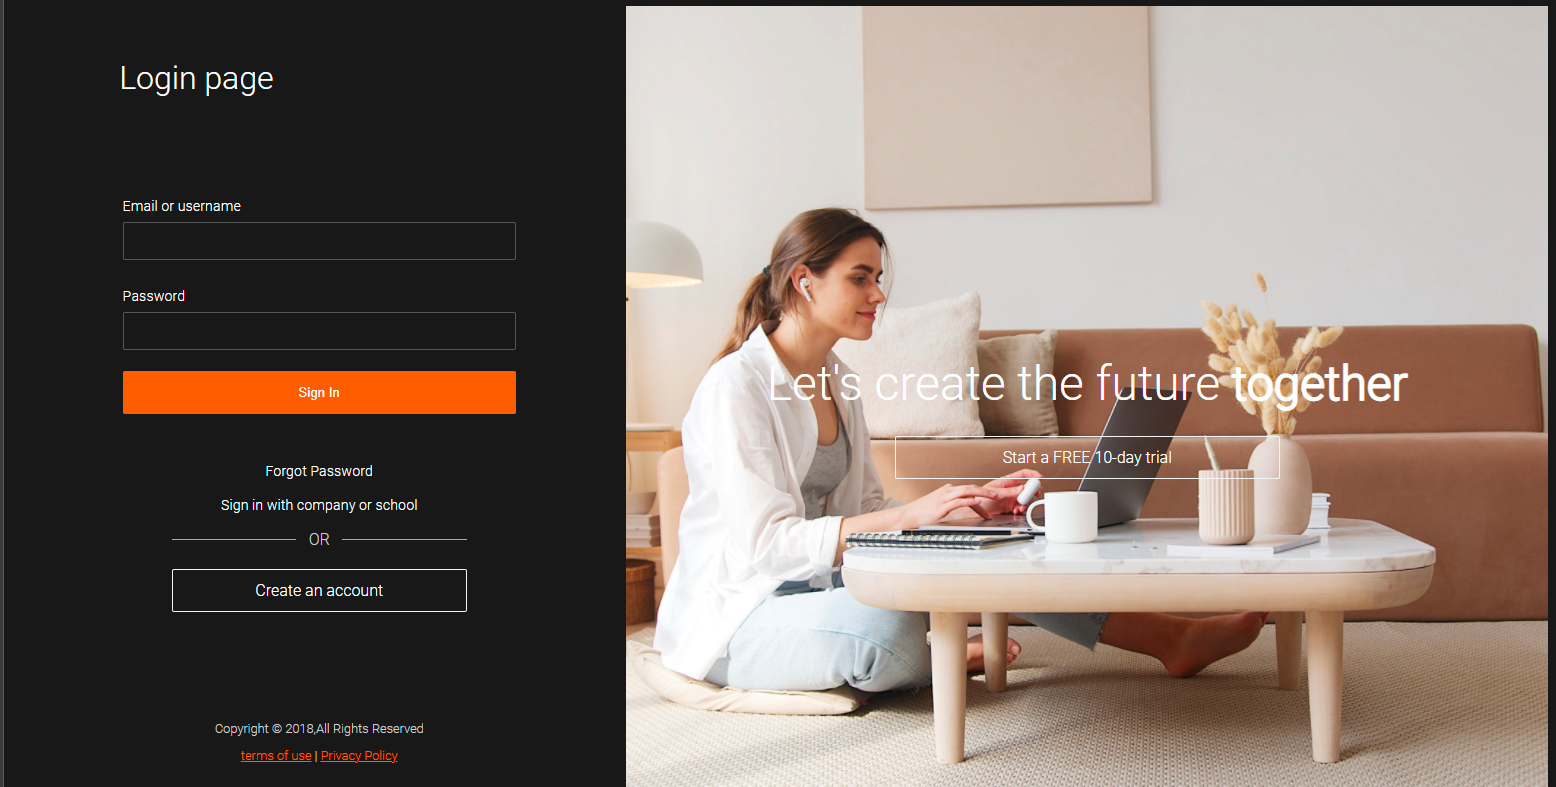 Login page
Email or username
Password
Sign In
Forgot Password
Sign in with company or school
OR
Create an account
Copyright © 2018,All Rights Reserved
terms of use | Privacy Policy
Let's create the future together
Start a FREE 10-day trial